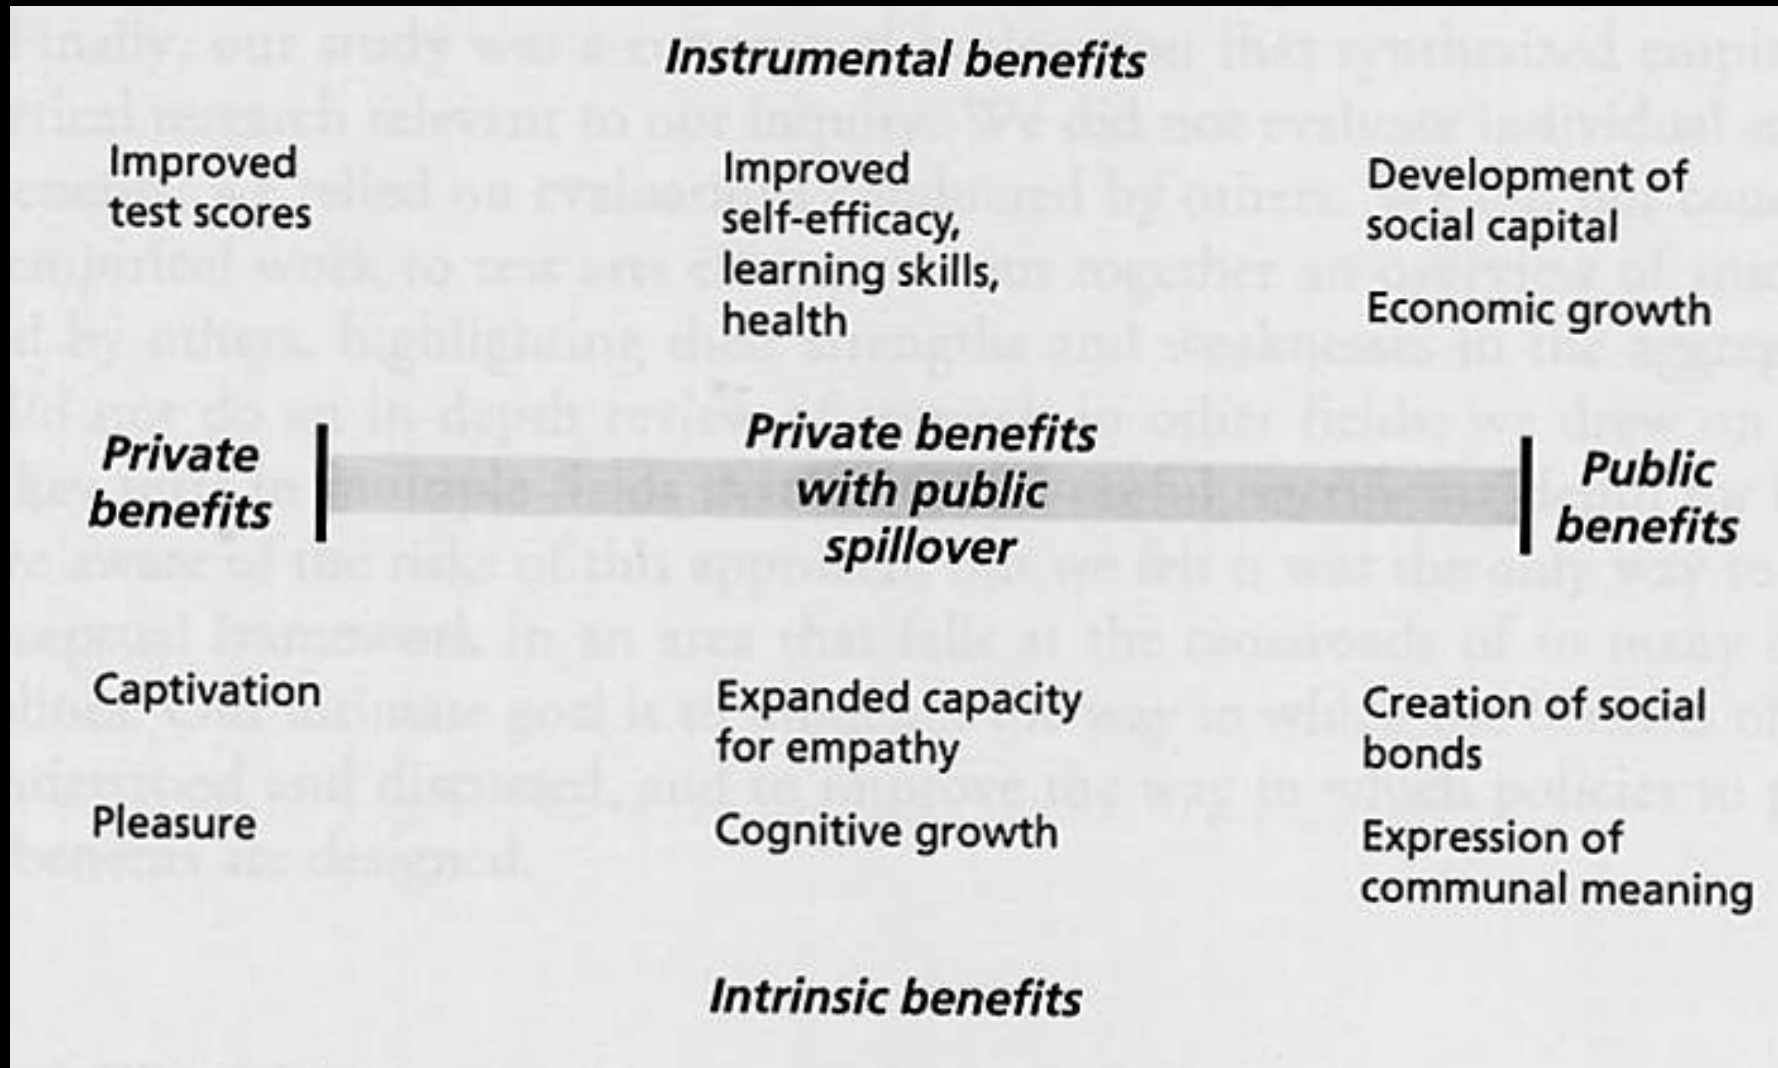 Instrumental benefits
Improved
test scores
Improved
self-efficacy,
learning skills,
health
Development of
social capital
Economic growth
Private
benefits
Private benefits
with public
spillover
Public
benefits
Captivation
Pleasure
Expanded capacity
for empathy
Cognitive growth
Creation of social
bonds
Expression of
communal meaning
Intrinsic benefits